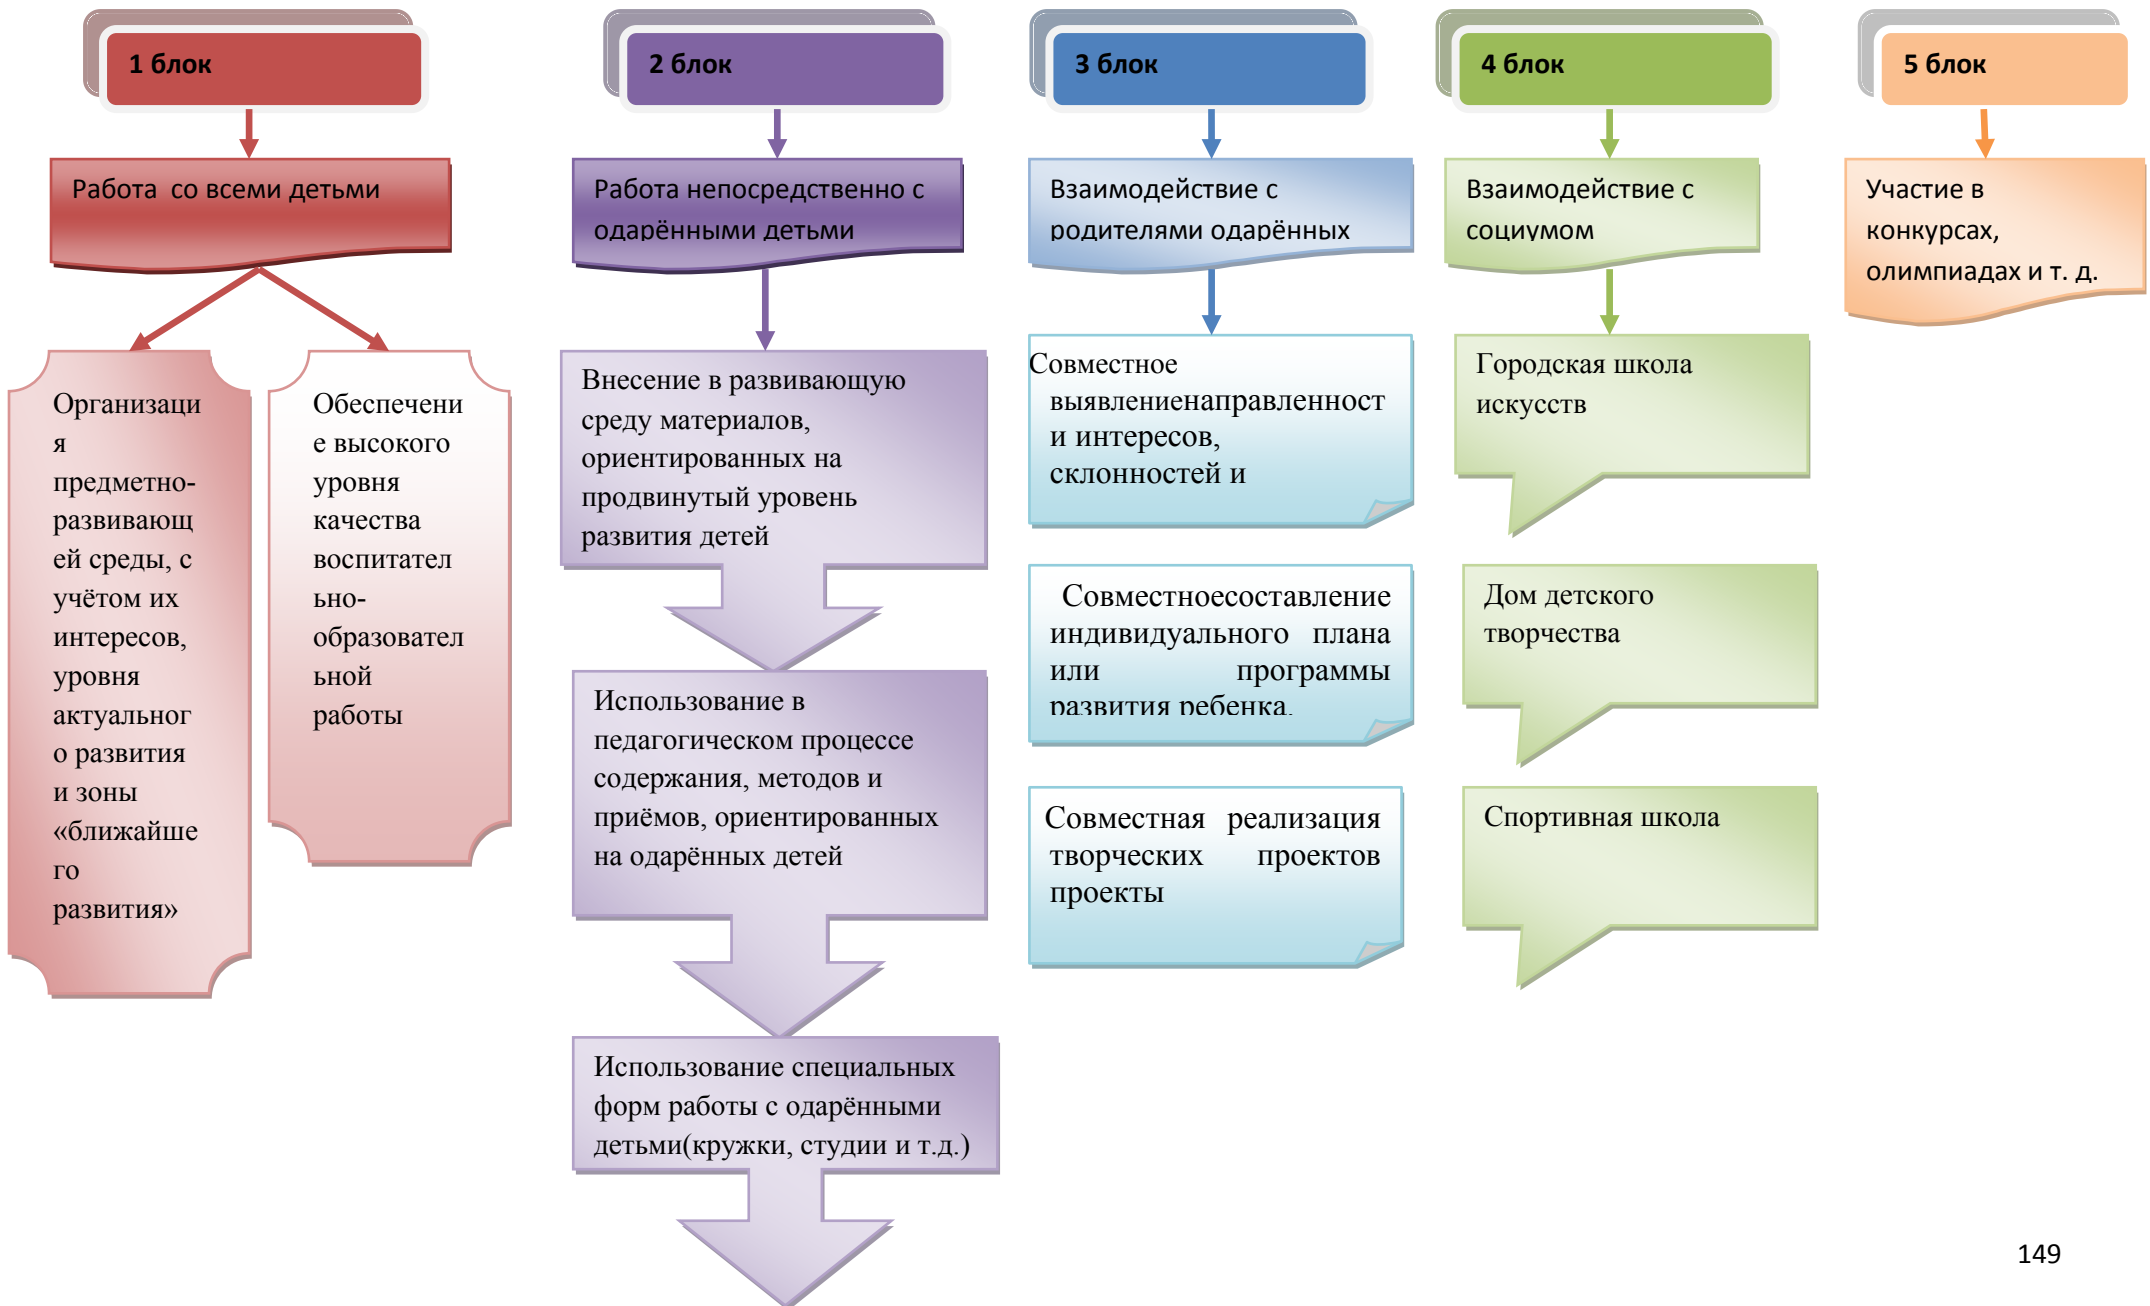 1 блок
Работа  со всеми детьми
Организаци
я
предметно-
развивающ
ей среды, с
учётом их
интересов,
уровня
актуальног
о развития
и зоны
«ближайше
го
развития»
Обеспечени
е высокого
уровня
качества
воспитател
ьно-
образовател
ьной
работы
2 блок
Работа непосредственно с
одарёнными детьми
Внесение в развивающую
среду материалов,
ориентированных на
продвинутый уровень
развития детей
Использование в
педагогическом процессе
содержания, методов и
приёмов, ориентированных
на одарённых детей
Использование специальных
форм работы с одарёнными
детьми(кружки, студии и т.д.)
3 блок
Взаимодействие с
родителями одарённых
Совместное
выявлениенаправленност
и интересов,
склонностей и
Совместноесоставление
индивидуального плана
или программы
развития ребенка.
Совместная реализация
творческих проектов
проекты
4 блок
Взаимодействие с
социумом
Городская школа
искусств
Дом детского
творчества
Спортивная школа
5 блок
Участие в
конкурсах,
олимпиадах и т. д.
149